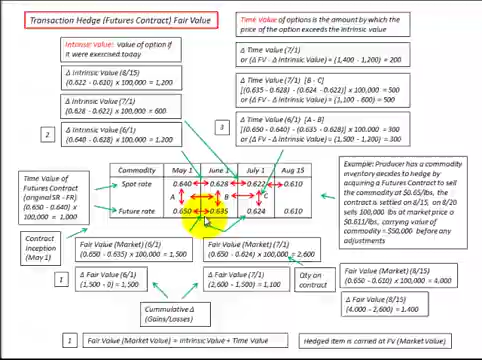 Transaction Hedge (Futures Contract) Fair Value
Time Value of options is the amount by which the
price of the option exceeds the intrinsic value
Intrinsic Value: value of option if
it were exercised today
Δ Time Value (7/1)
or (Δ FV - Δ Intrinsic Value) = (1,400 - 1,200) = 200
Δ Intrinsic Value (8/15)
(0.622 - 0.610) x 100,000 = 1,200
Δ Time Value (7/1) [B - C]
[(0.635 - 0.628) - (0.624 - 0.622)] x 100,000 = 500
or (Δ FV - Δ Intrinsic Value) = (1,100 - 600) = 500
Δ Intrinsic Value (7/1)
(0.628 - 0.622) x 100,000 = 600
Δ Time Value (6/1) [A - B]
[(0.650 - 0.640) - (0.635 - 0.628)] x 100,000 = 300
or (Δ FV - Δ Intrinsic Value) = (1,500 - 1,200) = 300
2
3
Δ Intrinsic Value (6/1)
(0.640 - 0.628) x 100,000 = 1,200
Commodity May 1 June 1 July 1 Aug 15
Spot rate 0.640 0.628 0.622 0.610
A B C
Future rate 0.650 0.635 0.624 0.610
Time Value of
Futures Contract
(original SR - FR)
(0.650 - 0.640) x
100,000 = 1,000
Example: Producer has a commodity
inventory decides to hedge by
acquiring a Futures Contract to sell
the commodity at $0.65/lbs, the
contract is settled on 8/15, on 8/20
sells 100,000 lbs at market price a
$0.611/lbs, carrying value of
commodity = $50,000 before any
adjustments
Contract
inception
(May 1)
Fair Value (Market) (6/1)
(0.650 - 0.635) x 100,000 = 1,500
Fair Value (Market) (7/1)
(0.650 - 0.624) x 100,000 = 2,600
Fair Value (Market) (8/15)
(0.650 - 0.610) x 100,000 = 4,000
1
Δ Fair Value (6/1)
(1,500 - 0) = 1,500
Δ Fair Value (7/1)
(2,600 - 1,500) = 1,100
Qty on
contract
Δ Fair Value (8/15)
(4,000 - 2,600) = 1,400
Cummulative Δ
(Gains/Losses)
1 Fair Value (Market Value) = Intrinsic Value + Time Value
Hedged item is carried at FV (Market Value)